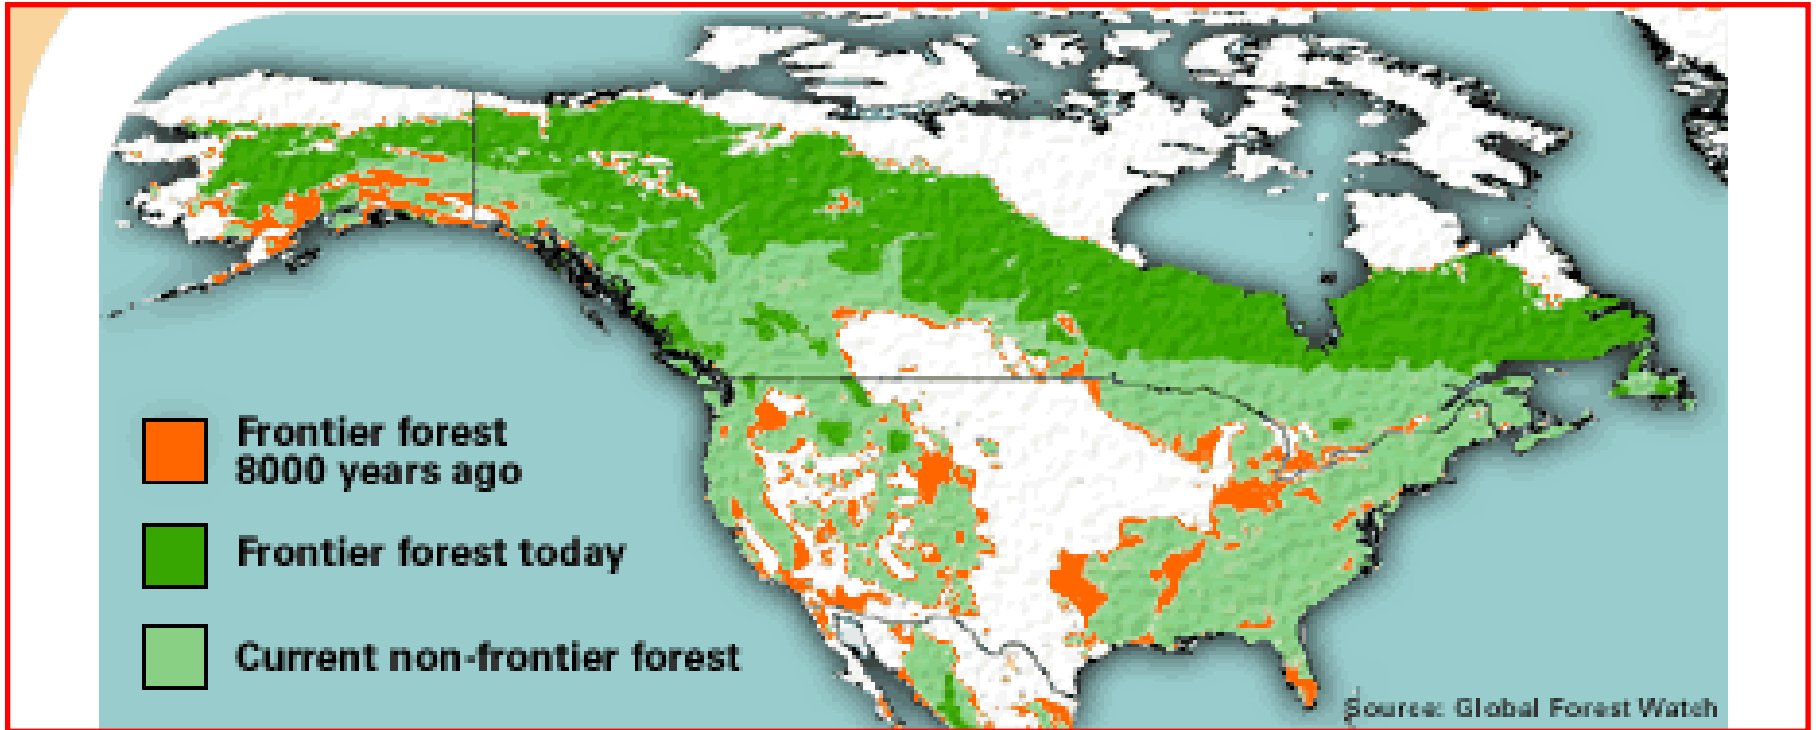 Frontier forest
8000 years ago
Frontier forest today
Current non-frontier forest
Source: Global Forest Watch